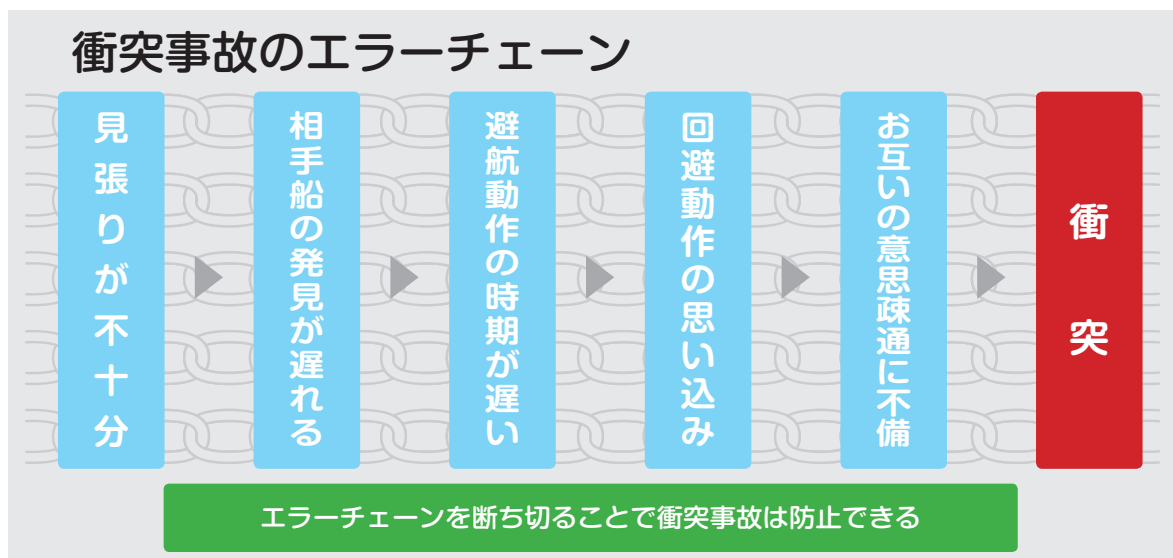 衝突事故のエラーチェーン
見張りが不十分
相手船の発見が遅れる
避航動作の時期が遅い
回避動作の思い込み
お互いの意思疎通に不備
衝突
エラーチェーンを断ち切ることで衝突事故は防止できる